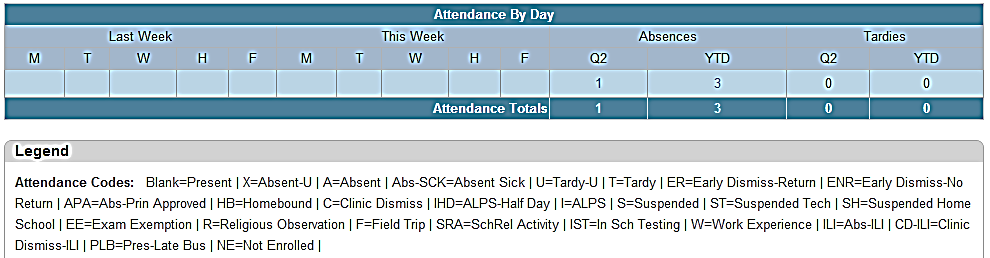 Attendance By Day
Last Week This Week Absences Tardies
M T W H F M T W H F Q2 YTD Q2 YTD
1 3 0 0
Attendance Totals 1 3 0 0
Legend
Attendance Codes: Blank=Present | X=Absent-U | A=Absent | Abs-SCK=Absent Sick | U=Tardy-U | T=Tardy | ER=Early Dismiss-Return | ENR=Early Dismiss-No
Return | APA=Abs-Prin Approved | HB=Homebound | C=Clinic Dismiss | IHD=ALPS-Half Day | I=ALPS | S=Suspended | ST=Suspended Tech | SH=Suspended Home
School | EE=Exam Exemption | R=Religious Observation | F=Field Trip | SRA=SchRel Activity | IST=In Sch Testing | W=Work Experience | ILI=Abs-ILI | CD-ILI=Clinic
Dismiss-ILI | PLB=Pres-Late Bus | NE=Not Enrolled |